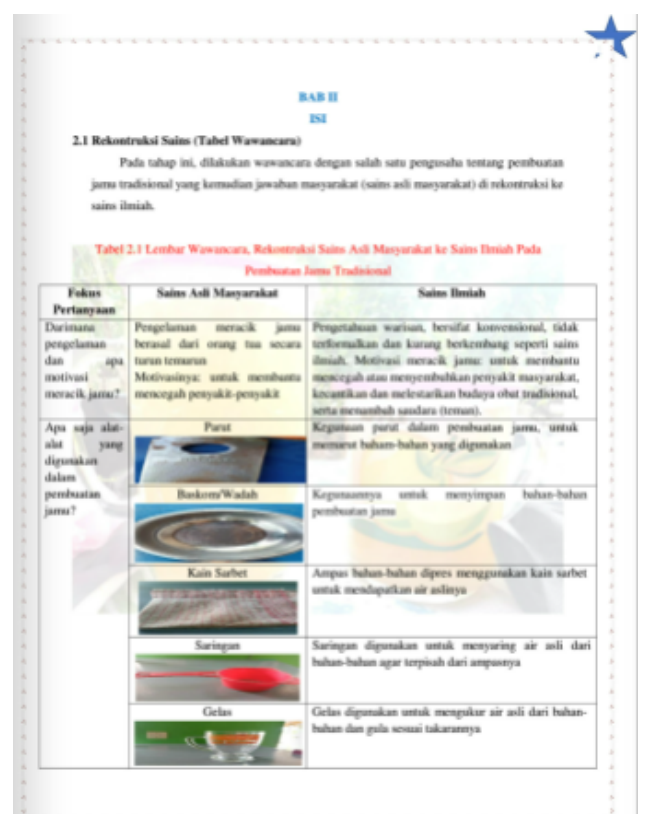 BAB II
ISI
2.1 Rekontruksi Sains (Tabel Wawancara)
Pada tahap ini, dilakukan wawancara dengan salah satu pengusaha tentang pembuatan
jamu tradisional yang kemudian jawaban masyarakat (sains asli masyarakat) di rekontruksi ke
sains ilmiah.
Tabel 2.1 Lembar Wawancara, Rekontruksi Sains Asli Masyarakat ke Sains Ilmiah Pada
Pembuatan Jamu Tradisional
Fokus
Pertanyaan
Sains Asli Masyarakat
Sains Ilmiah
Darimana
pengelaman
dan apa
motivasi
meracik jamu?
Pengelaman meracik jamu
berasal dari orang tua secara
turun temurun
Motivasinya: untuk membantu
mencegah penyakit-penyakit
Pengetahuan warisan, bersifat konvensional, tidak
terformalkan dan kurang berkembang seperti sains
ilmiah. Motivasi meracik jamu: untuk membantu
mencegah atau menyembuhkan penyakit masyarakat,
kecantikan dan melestarikan budaya obat tradisional,
serta menambah saudara (teman).
Apa saja alat-
alat yang
digunakan
dalam
pembuatan
jamu?
Parut
Kegunaan parut dalam pembuatan jamu, untuk
memarut baham-bahan yang digunakan
Baskom/Wadah
Kegunaannya untuk menyimpan bahan-bahan
pembuatan jamu
Kain Sarbet
Ampas bahan-bahan dipres menggunakan kain sarbet
untuk mendapatkan air aslinya
Saringan
Saringan digunakan untuk menyaring air asli dari
bahan-bahan agar terpisah dari ampasnya
Gelas
Gelas digunakan untuk mengukur air asli dari bahan-
bahan dan gula sesuai takarannya